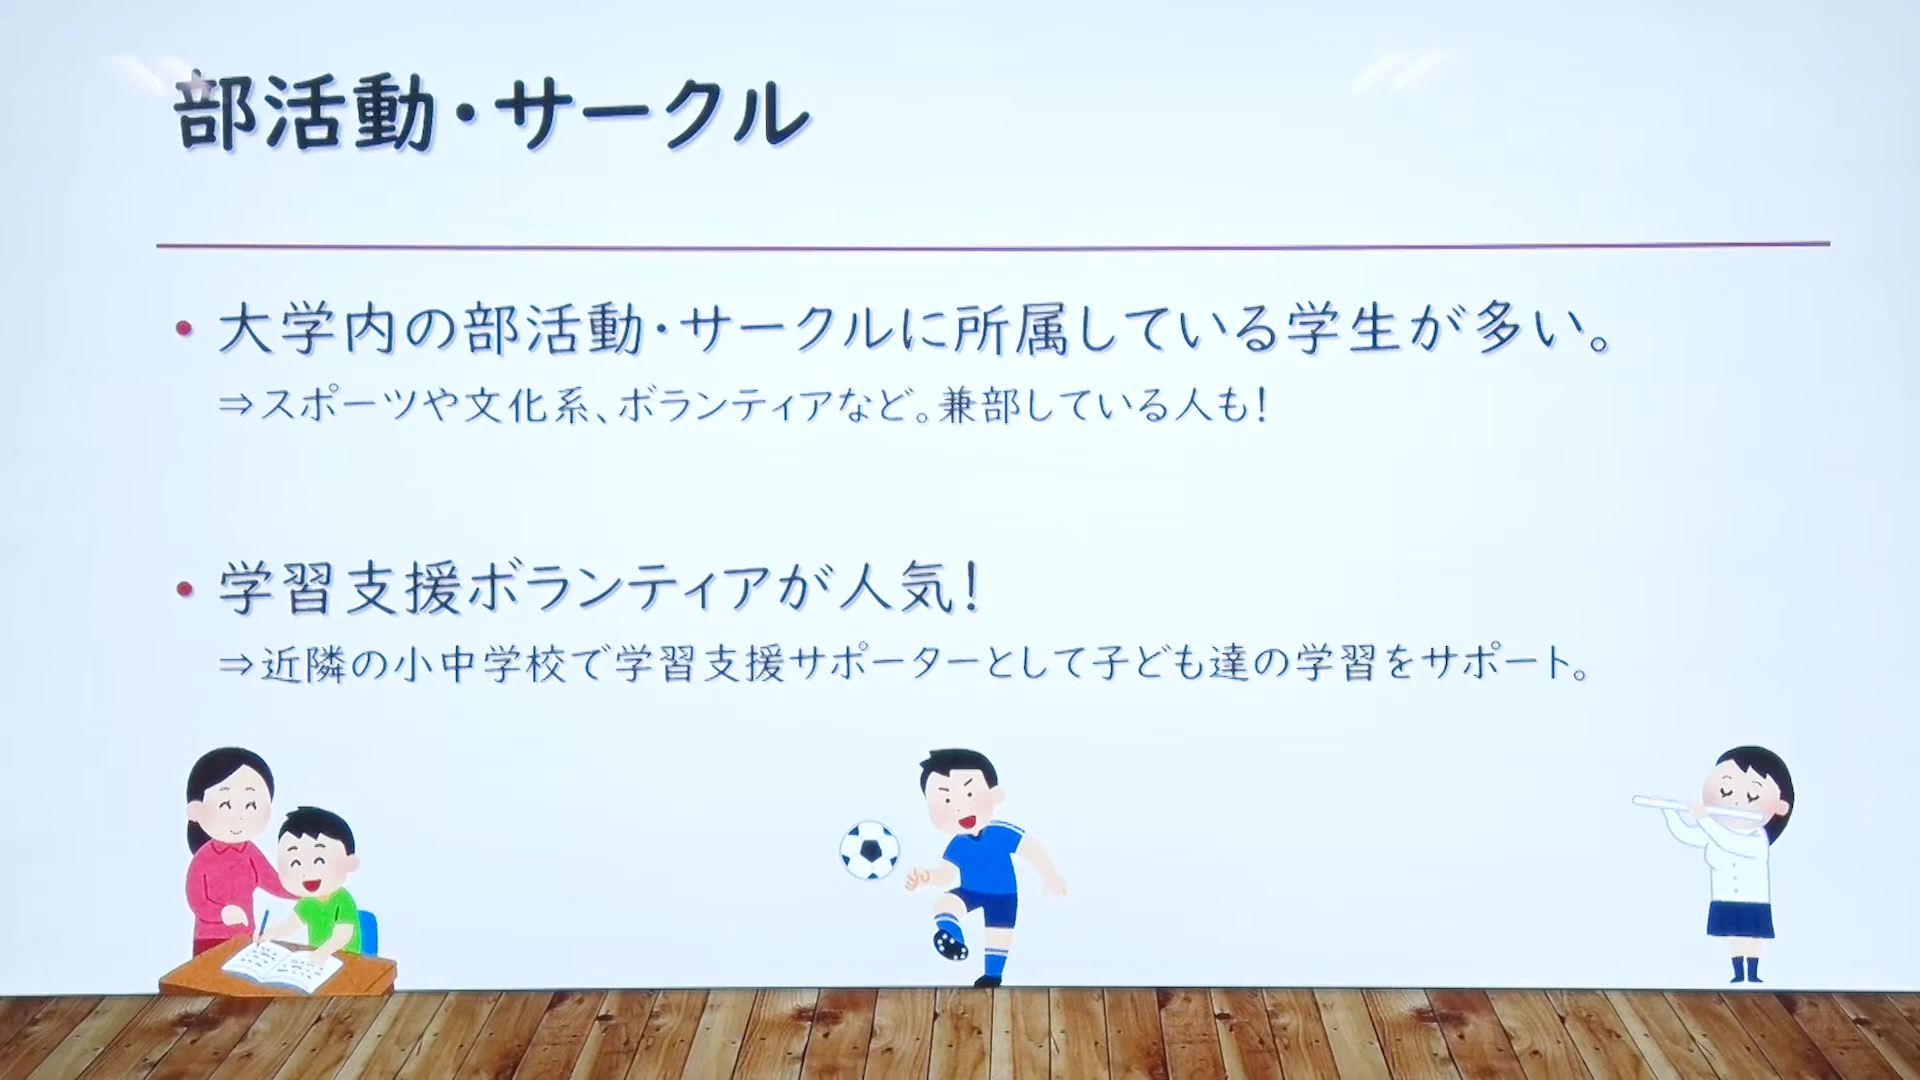 部活動・サークル
• 大学内の部活動・サークルに所属している学生が多い。
⇒スポーツや文化系、ボランティアなど。兼部している人も!
• 学習支援ボランティアが人気!
⇒近隣の小中学校で学習支援サポーターとして子ども達の学習をサポート。